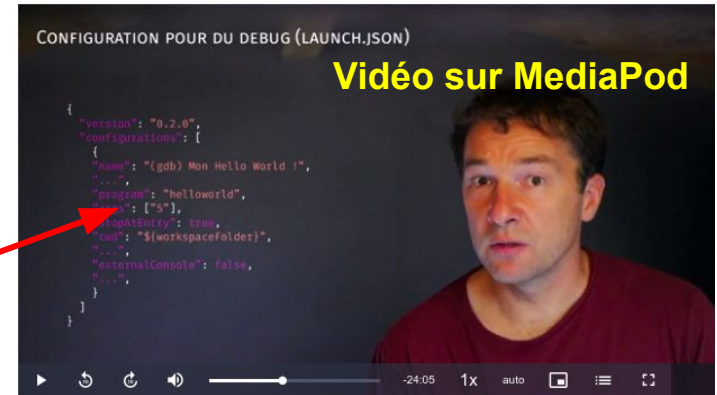 CONFIGURATION POUR DU DEBUG (LAUNCH.JSON)
Vidéo sur MediaPod
{
"version": "0.2.0",
"configurations": [
{
"name": "(gdb) Mon Hello World !",
"...",
"program": "helloworld",
": ["5"],
"stopAtEntry": true,
"cwd": "${workspaceFolder}",
"...",
"externalConsole": false,
"...",
}
]
}
-24:05 1x auto